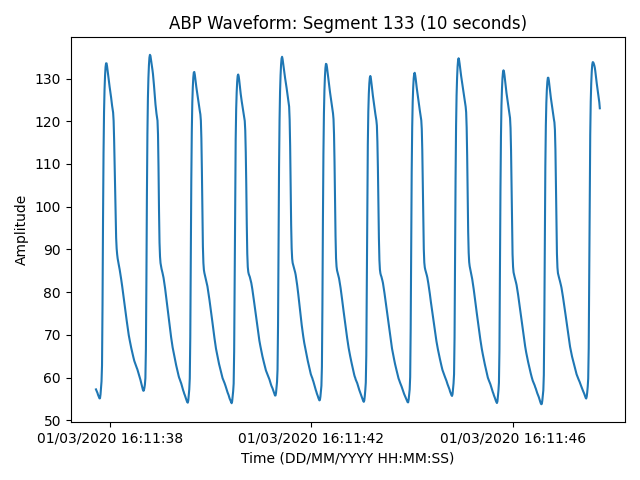 ABP Waveform: Segment 133 (10 seconds)
Amplitude
130
120
110
100
90
80
70
60
50
01/03/2020 16:11:38 01/03/2020 16:11:42 01/03/2020 16:11:46
Time (DD/MM/YYYY HH:MM:SS)